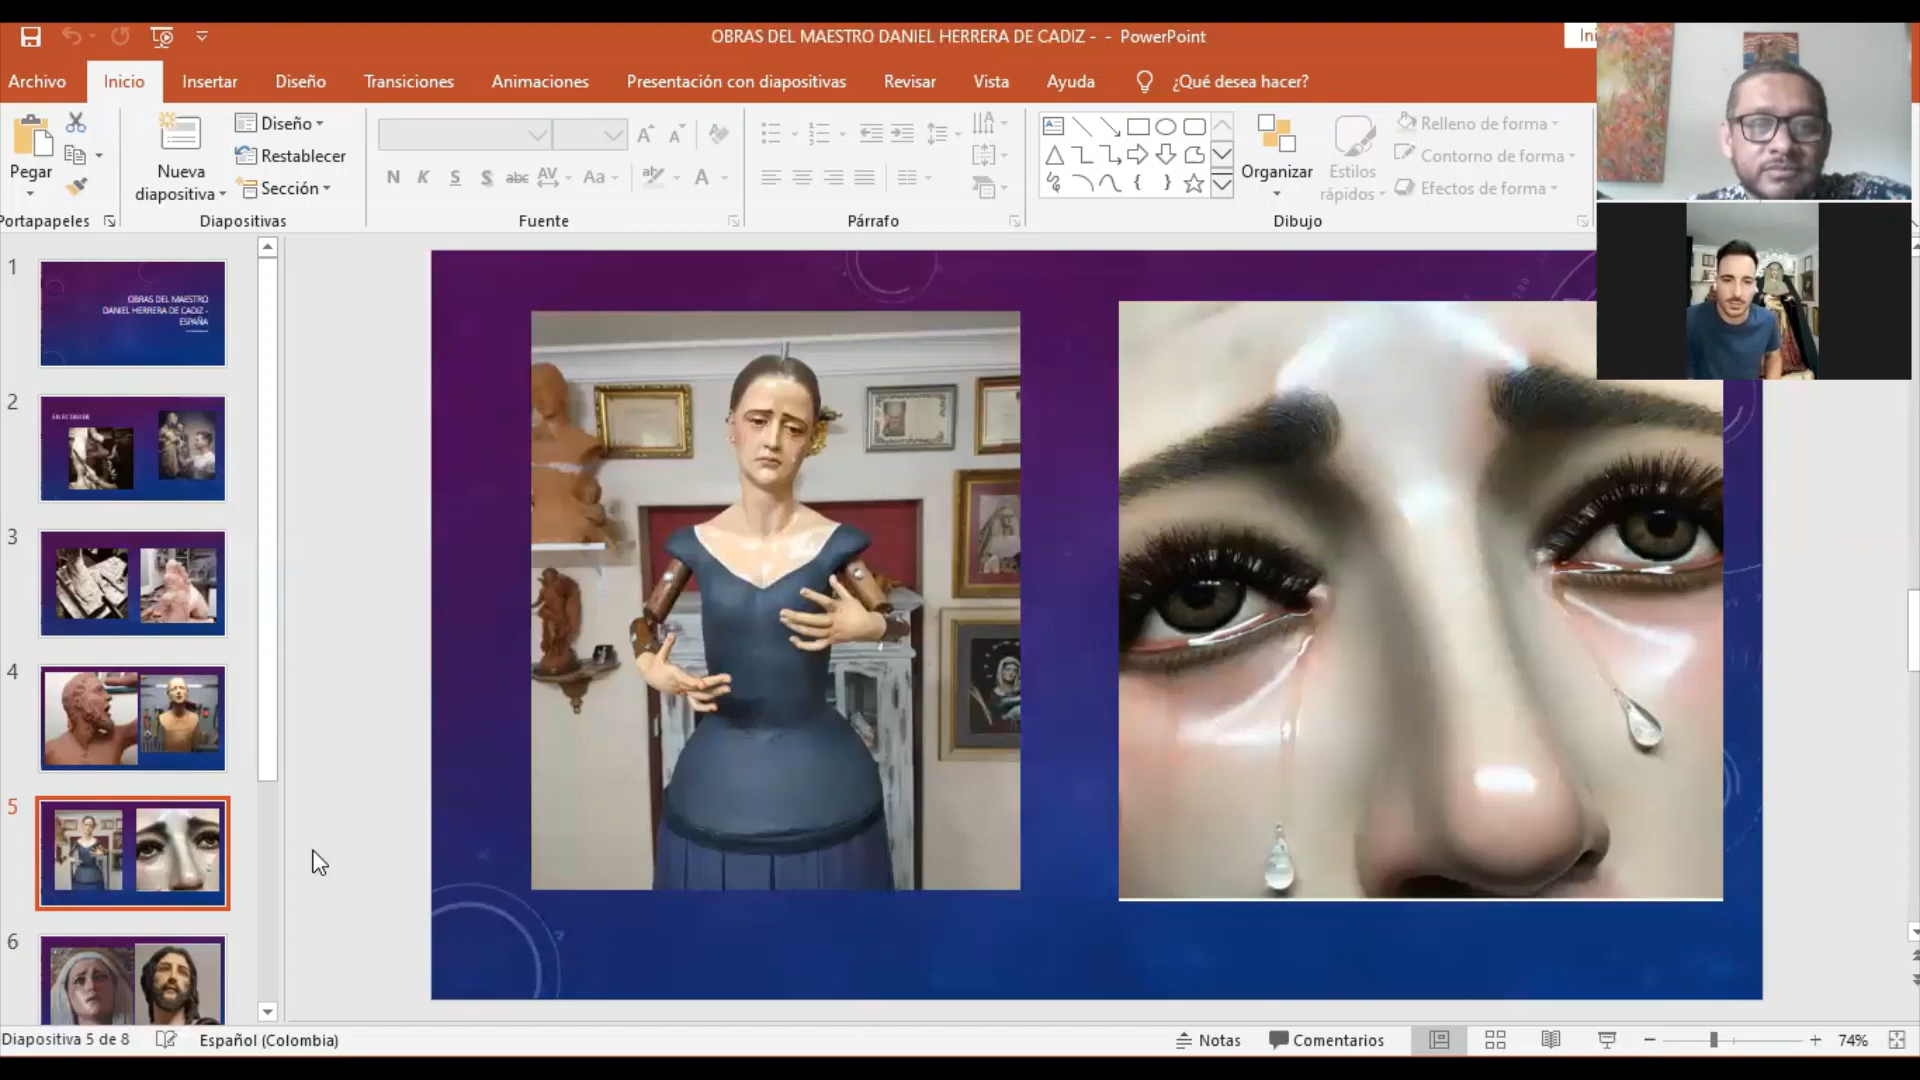 OBRAS DEL MAESTRO DANIEL HERRERA DE CADIZ - - PowerPoint
Archivo Inicio Insertar Diseño Transiciones Animaciones Presentación con diapositivas Revisar Vista Ayuda ¿Qué desea hacer?
Pegar
Nueva diapositiva
Diseño
Restablecer
Sección
N K S S abc AV Aa A
Organizar
Estilos rápidos
Relleno de forma
Contorno de forma
Efectos de forma
Portapapeles Diapositivas Fuente Párrafo Dibujo
1
OBRAS DEL MAESTRO
DANIEL HERRERA DE CADIZ -
ESPAÑA
2
3
4
5
6
Diapositiva 5 de 8 Español (Colombia) Notas Comentarios 74%